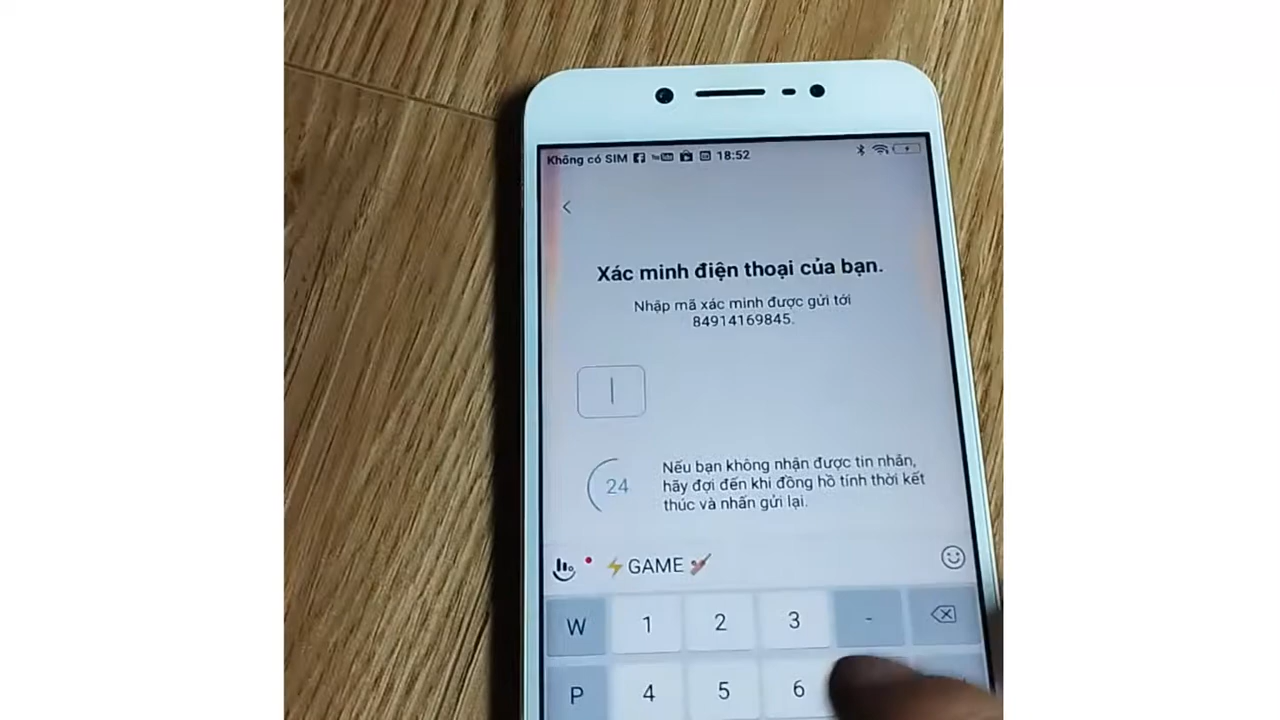 Không có SIM 18:52
Xác minh điện thoại của bạn.
Nhập mã xác minh được gửi tới
84914169845.
24
Nếu bạn không nhận được tin nhắn,
hãy đợi đến khi đồng hồ tính thời kết
thúc và nhấn gửi lại.
⚡GAME🏏
W 1 2 3 -
P 4 5 6